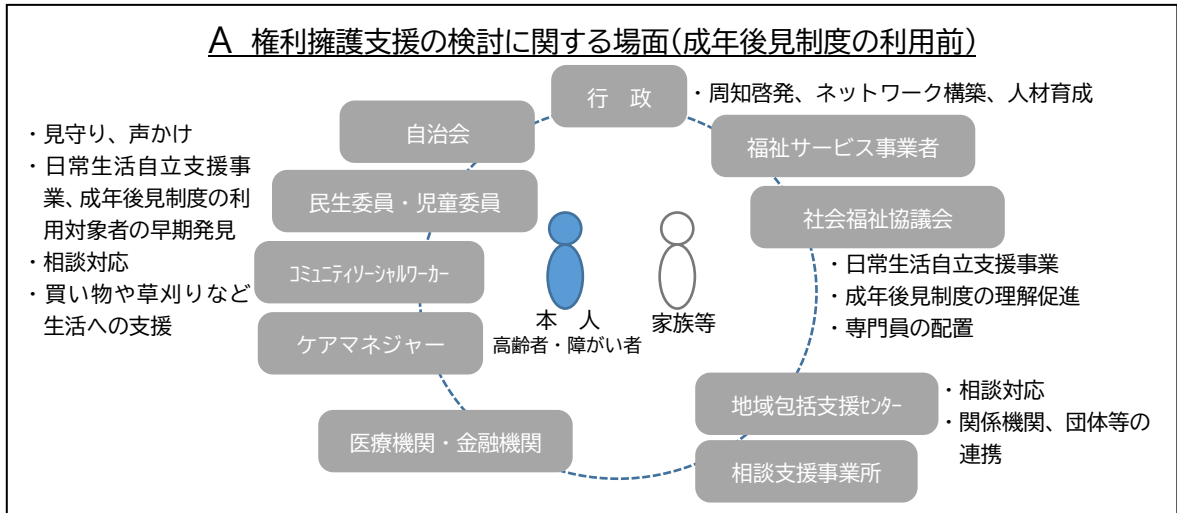 A 権利擁護支援の検討に関する場面(成年後見制度の利用前)
行 政
・周知啓発、ネットワーク構築、人材育成
自治会
福祉サービス事業者
・見守り、声かけ
・日常生活自立支援事
業、成年後見制度の利
用対象者の早期発見
・相談対応
・買い物や草刈りなど
生活への支援
民生委員・児童委員
社会福祉協議会
・日常生活自立支援事業
・成年後見制度の理解促進
・専門員の配置
コミュニティソーシャルワーカー
ケアマネジャー
本 人
高齢者・障がい者
家族等
医療機関・金融機関
地域包括支援センター
相談支援事業所
・相談対応
・関係機関、団体等の
連携